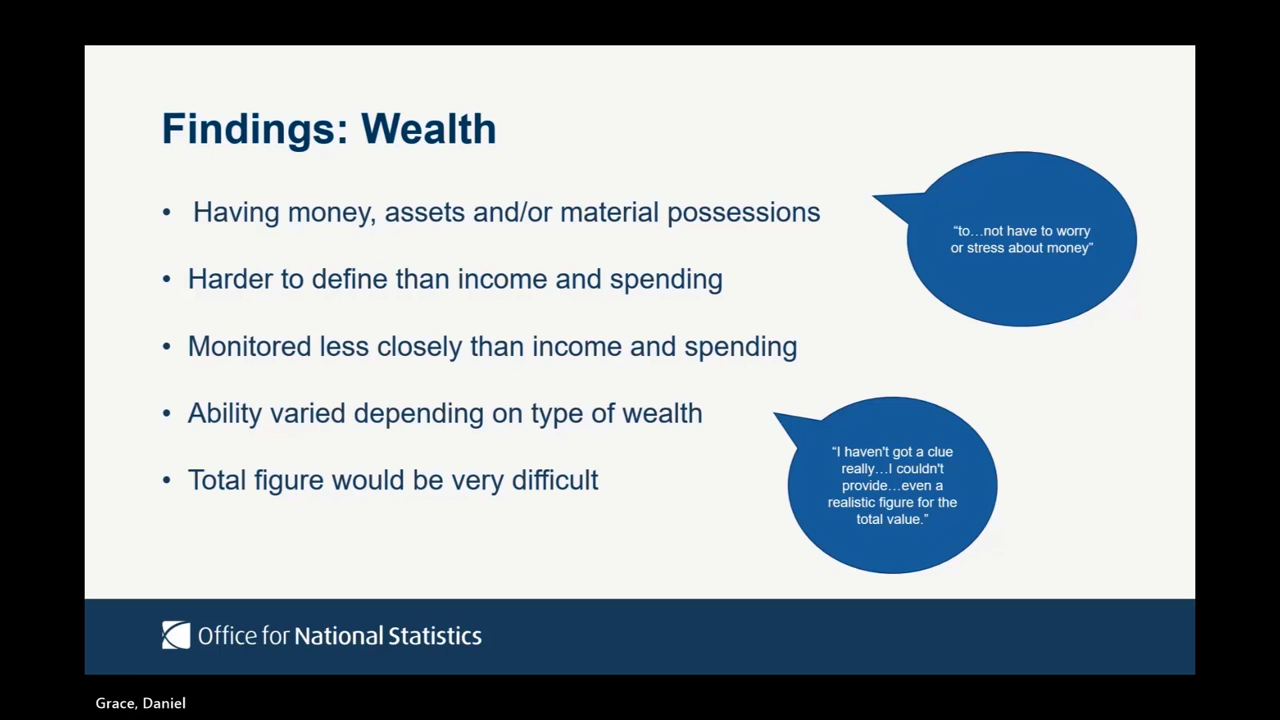 Findings: Wealth
• Having money, assets and/or material possessions
• Harder to define than income and spending
• Monitored less closely than income and spending
• Ability varied depending on type of wealth
• Total figure would be very difficult
“to…not have to worry
or stress about money”
“I haven't got a clue
really…I couldn't
provide…even a
realistic figure for the
total value.”
Office for National Statistics
Grace, Daniel